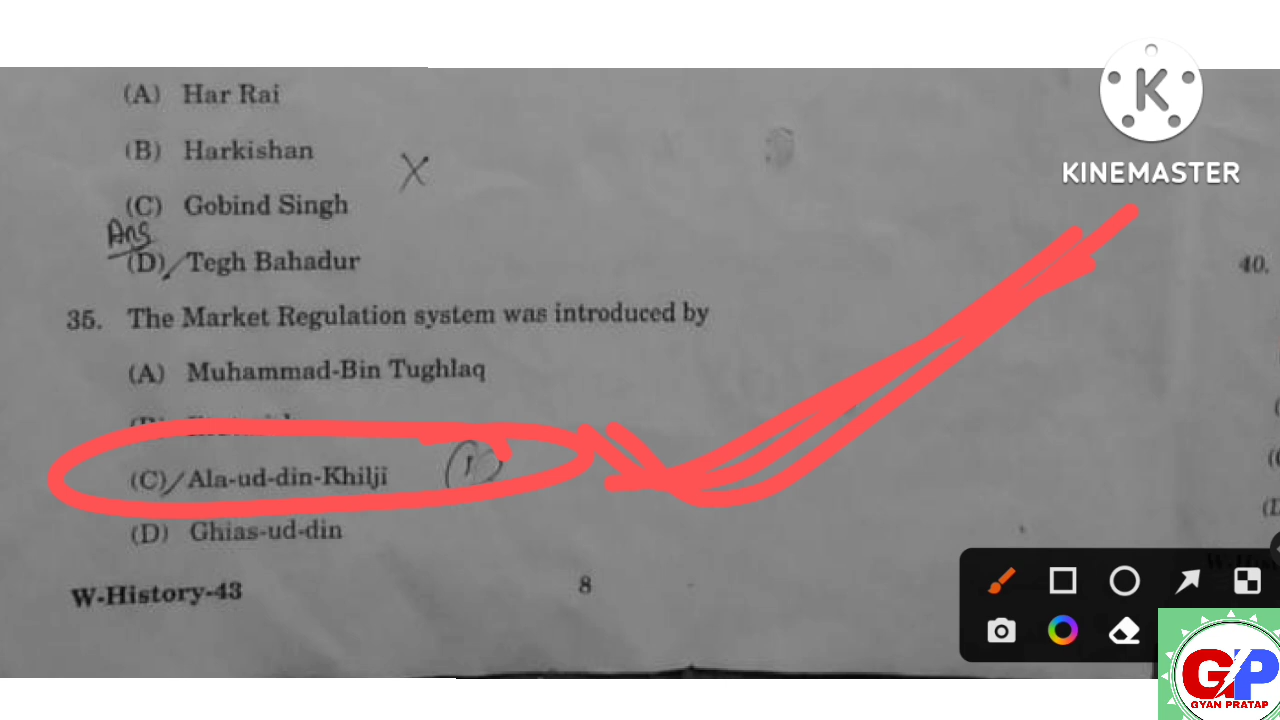 (A) Har Rai
(B) Harkishan
(C) Gobind Singh
Ans
(D) Tegh Bahadur
35. The Market Regulation system was introduced by
(A) Muhammad-Bin Tughlaq
(C) Ala-ud-din-Khilji
(D) Ghias-ud-din
W-History-43
8
40.
K
KINEMASTER
GP
GYAN PRATAP